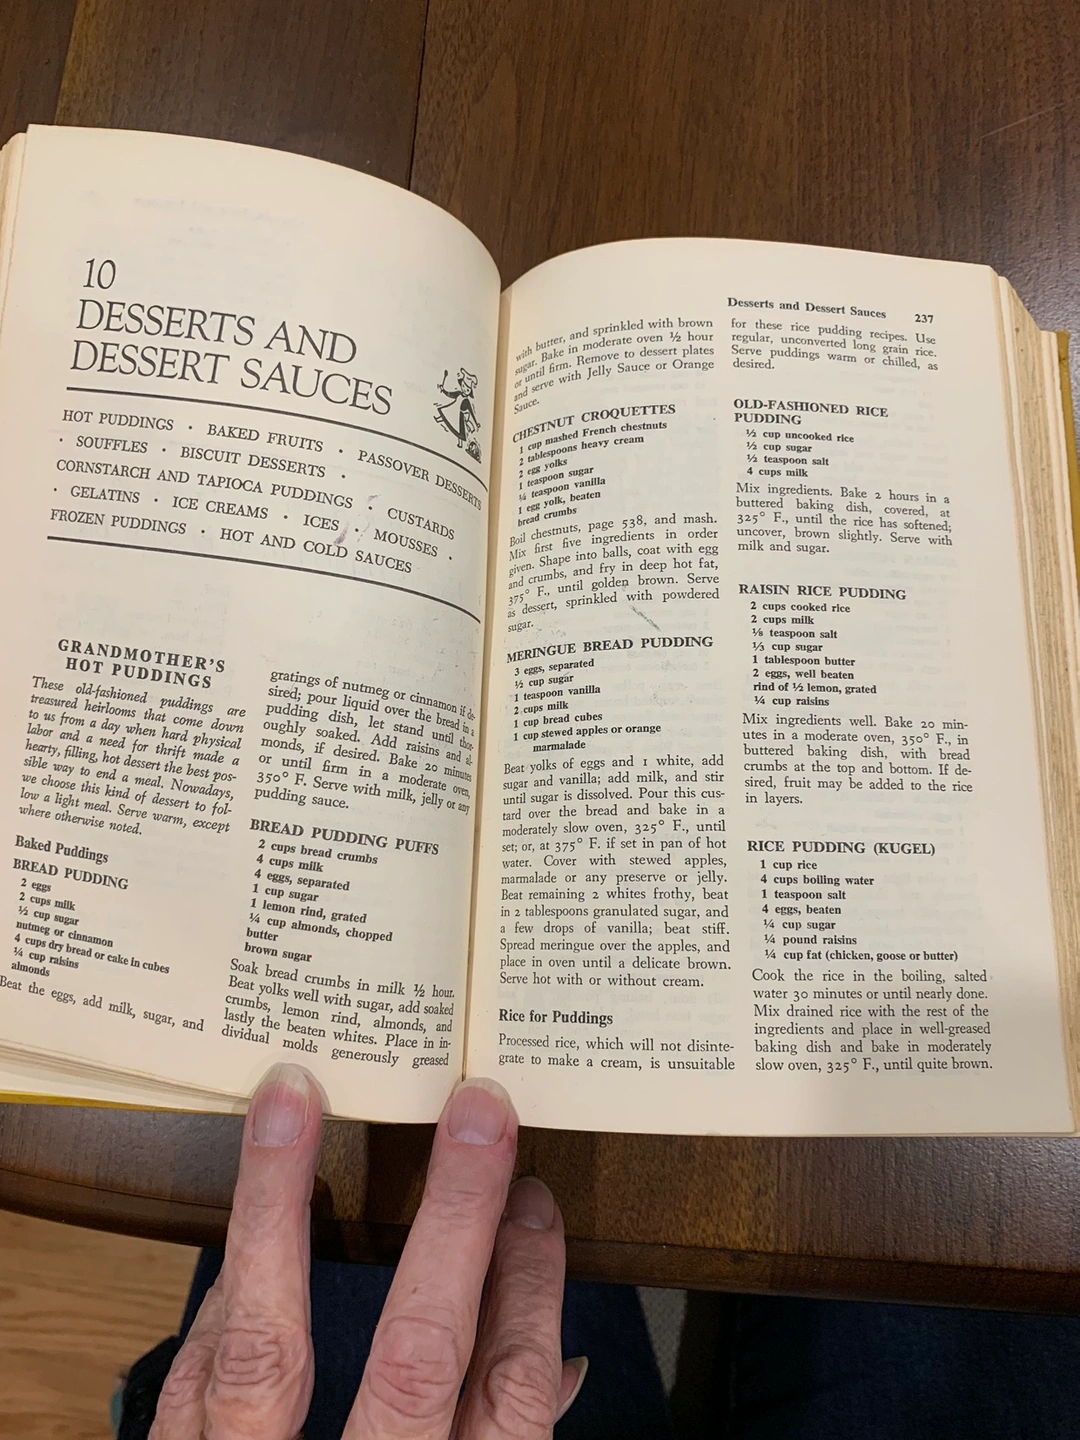 10
DESSERTS AND
DESSERT SAUCES
HOT PUDDINGS · BAKED FRUITS · PASSOVER DESSERTS
· SOUFFLES · BISCUIT DESSERTS ·
CORNSTARCH AND TAPIOCA PUDDINGS · CUSTARDS
· GELATINS · ICE CREAMS · ICES · MOUSSES ·
FROZEN PUDDINGS · HOT AND COLD SAUCES
GRANDMOTHER'S
HOT PUDDINGS
These old-fashioned puddings are
treasured heirlooms that come down
to us from a day when hard physical
labor and a need for thrift made a
hearty, filling, hot dessert the best pos-
sible way to end a meal. Nowadays,
we choose this kind of dessert to fol-
low a light meal. Serve warm, except
where otherwise noted.
Baked Puddings
BREAD PUDDING
2 eggs
2 cups milk
½ cup sugar
nutmeg or cinnamon
4 cups dry bread or cake in cubes
¼ cup raisins
almonds
Beat the eggs, add milk, sugar, and
gratings of nutmeg or cinnamon if de-
sired; pour liquid over the bread in a
pudding dish, let stand until thor-
oughly soaked. Add raisins and al-
monds, if desired. Bake 20 minutes
or until firm in a moderate oven,
350° F. Serve with milk, jelly or any
pudding sauce.
BREAD PUDDING PUFFS
2 cups bread crumbs
4 cups milk
4 eggs, separated
1 cup sugar
1 lemon rind, grated
¼ cup almonds, chopped
butter
brown sugar
Soak bread crumbs in milk ½ hour.
Beat yolks well with sugar, add soaked
crumbs, lemon rind, almonds, and
lastly the beaten whites. Place in in-
dividual molds generously greased
Desserts and Dessert Sauces 237
with butter, and sprinkled with brown
sugar. Bake in moderate oven ½ hour
or until firm. Remove to dessert plates
and serve with Jelly Sauce or Orange
Sauce.
CHESTNUT CROQUETTES
1 cup mashed French chestnuts
2 tablespoons heavy cream
2 egg yolks
1 teaspoon sugar
¼ teaspoon vanilla
1 egg yolk, beaten
bread crumbs
Boil chestnuts, page 538, and mash.
Mix first five ingredients in order
given. Shape into balls, coat with egg
and crumbs, and fry in deep hot fat,
375° F., until golden brown. Serve
as dessert, sprinkled with powdered
sugar.
MERINGUE BREAD PUDDING
3 eggs, separated
½ cup sugar
1 teaspoon vanilla
2 cups milk
1 cup bread cubes
1 cup stewed apples or orange
marmalade
Beat yolks of eggs and 1 white, add
sugar and vanilla; add milk, and stir
until sugar is dissolved. Pour this cus-
tard over the bread and bake in a
moderately slow oven, 325° F., until
set; or, at 375° F. if set in pan of hot
water. Cover with stewed apples,
marmalade or any preserve or jelly.
Beat remaining 2 whites frothy, beat
in 2 tablespoons granulated sugar, and
a few drops of vanilla; beat stiff.
Spread meringue over the apples, and
place in oven until a delicate brown.
Serve hot with or without cream.
Rice for Puddings
Processed rice, which will not disinte-
grate to make a cream, is unsuitable
for these rice pudding recipes. Use
regular, unconverted long grain rice.
Serve puddings warm or chilled, as
desired.
OLD-FASHIONED RICE
PUDDING
½ cup uncooked rice
½ cup sugar
½ teaspoon salt
4 cups milk
Mix ingredients. Bake 2 hours in a
buttered baking dish, covered, at
325° F., until the rice has softened;
uncover, brown slightly. Serve with
milk and sugar.
RAISIN RICE PUDDING
2 cups cooked rice
2 cups milk
⅛ teaspoon salt
⅓ cup sugar
1 tablespoon butter
2 eggs, well beaten
rind of ½ lemon, grated
¼ cup raisins
Mix ingredients well. Bake 20 min-
utes in a moderate oven, 350° F., in
buttered baking dish, with bread
crumbs at the top and bottom. If de-
sired, fruit may be added to the rice
in layers.
RICE PUDDING (KUGEL)
1 cup rice
4 cups boiling water
1 teaspoon salt
4 eggs, beaten
¼ cup sugar
¼ pound raisins
¼ cup fat (chicken, goose or butter)
Cook the rice in the boiling, salted
water 30 minutes or until nearly done.
Mix drained rice with the rest of the
ingredients and place in well-greased
baking dish and bake in moderately
slow oven, 325° F., until quite brown.